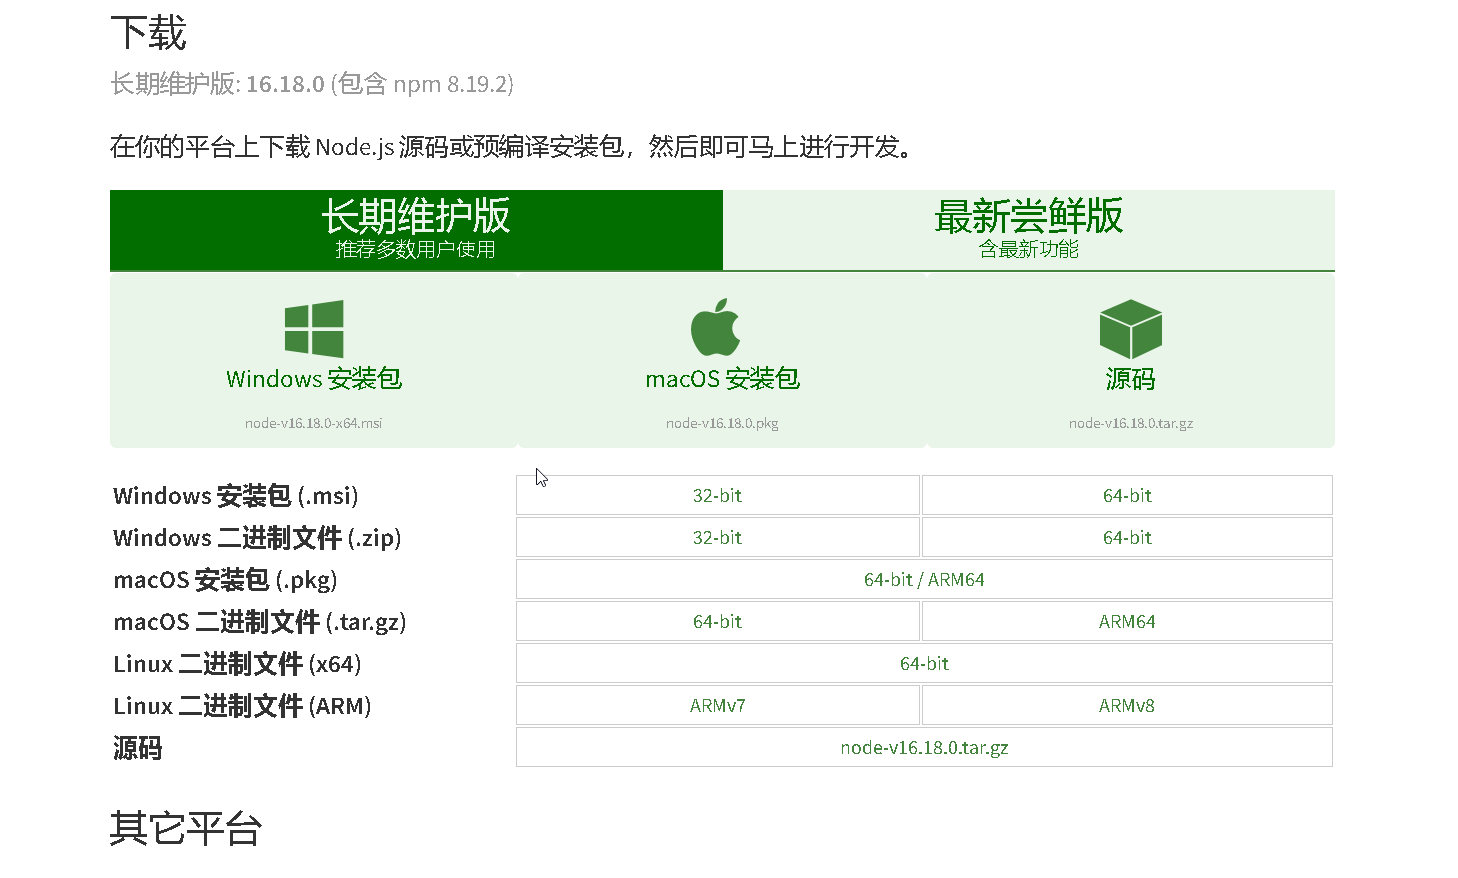 下载
长期维护版: 16.18.0 (包含 npm 8.19.2)
在你的平台上下载 Node.js 源码或预编译安装包，然后即可马上进行开发。
长期维护版
推荐多数用户使用
最新尝鲜版
含最新功能
Windows 安装包
node-v16.18.0-x64.msi
macOS 安装包
node-v16.18.0.pkg
源码
node-v16.18.0.tar.gz
Windows 安装包 (.msi) 32-bit 64-bit
Windows 二进制文件 (.zip) 32-bit 64-bit
macOS 安装包 (.pkg) 64-bit / ARM64
macOS 二进制文件 (.tar.gz) 64-bit ARM64
Linux 二进制文件 (x64) 64-bit
Linux 二进制文件 (ARM) ARMv7 ARMv8
源码 node-v16.18.0.tar.gz
其它平台